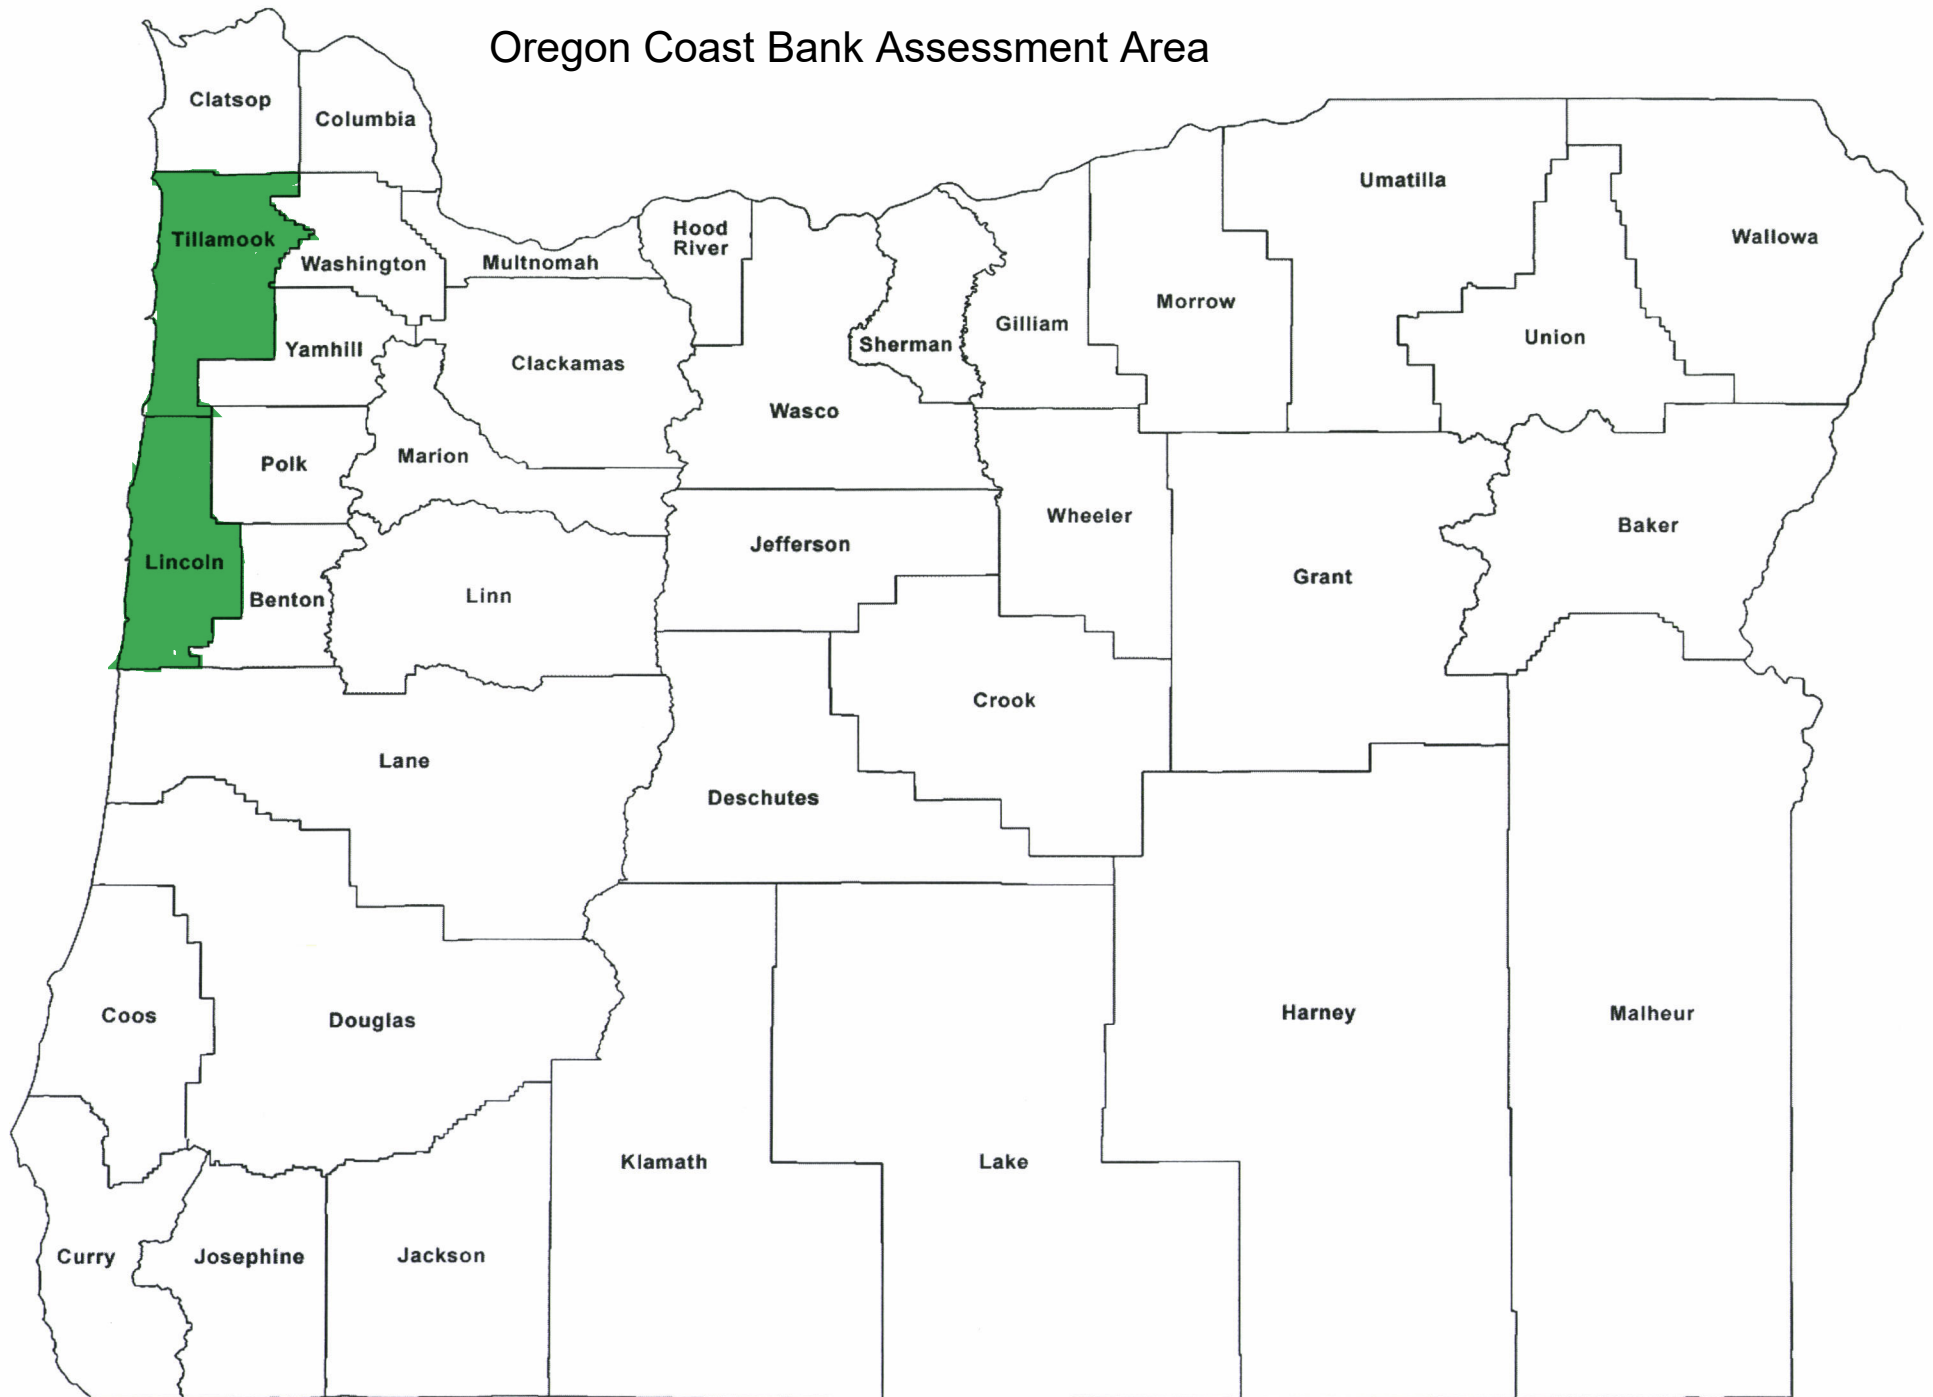 Oregon Coast Bank Assessment Area
Clatsop
Columbia
Umatilla
Tillamook
Hood
River
Wallowa
Washington
Multnomah
Morrow
Gilliam
Union
Sherman
Yamhill
Clackamas
Wasco
Polk
Marion
Wheeler
Baker
Jefferson
Lincoln
Grant
Benton
Linn
Crook
Lane
Deschutes
Coos
Douglas
Harney
Malheur
Klamath
Lake
Curry
Josephine
Jackson